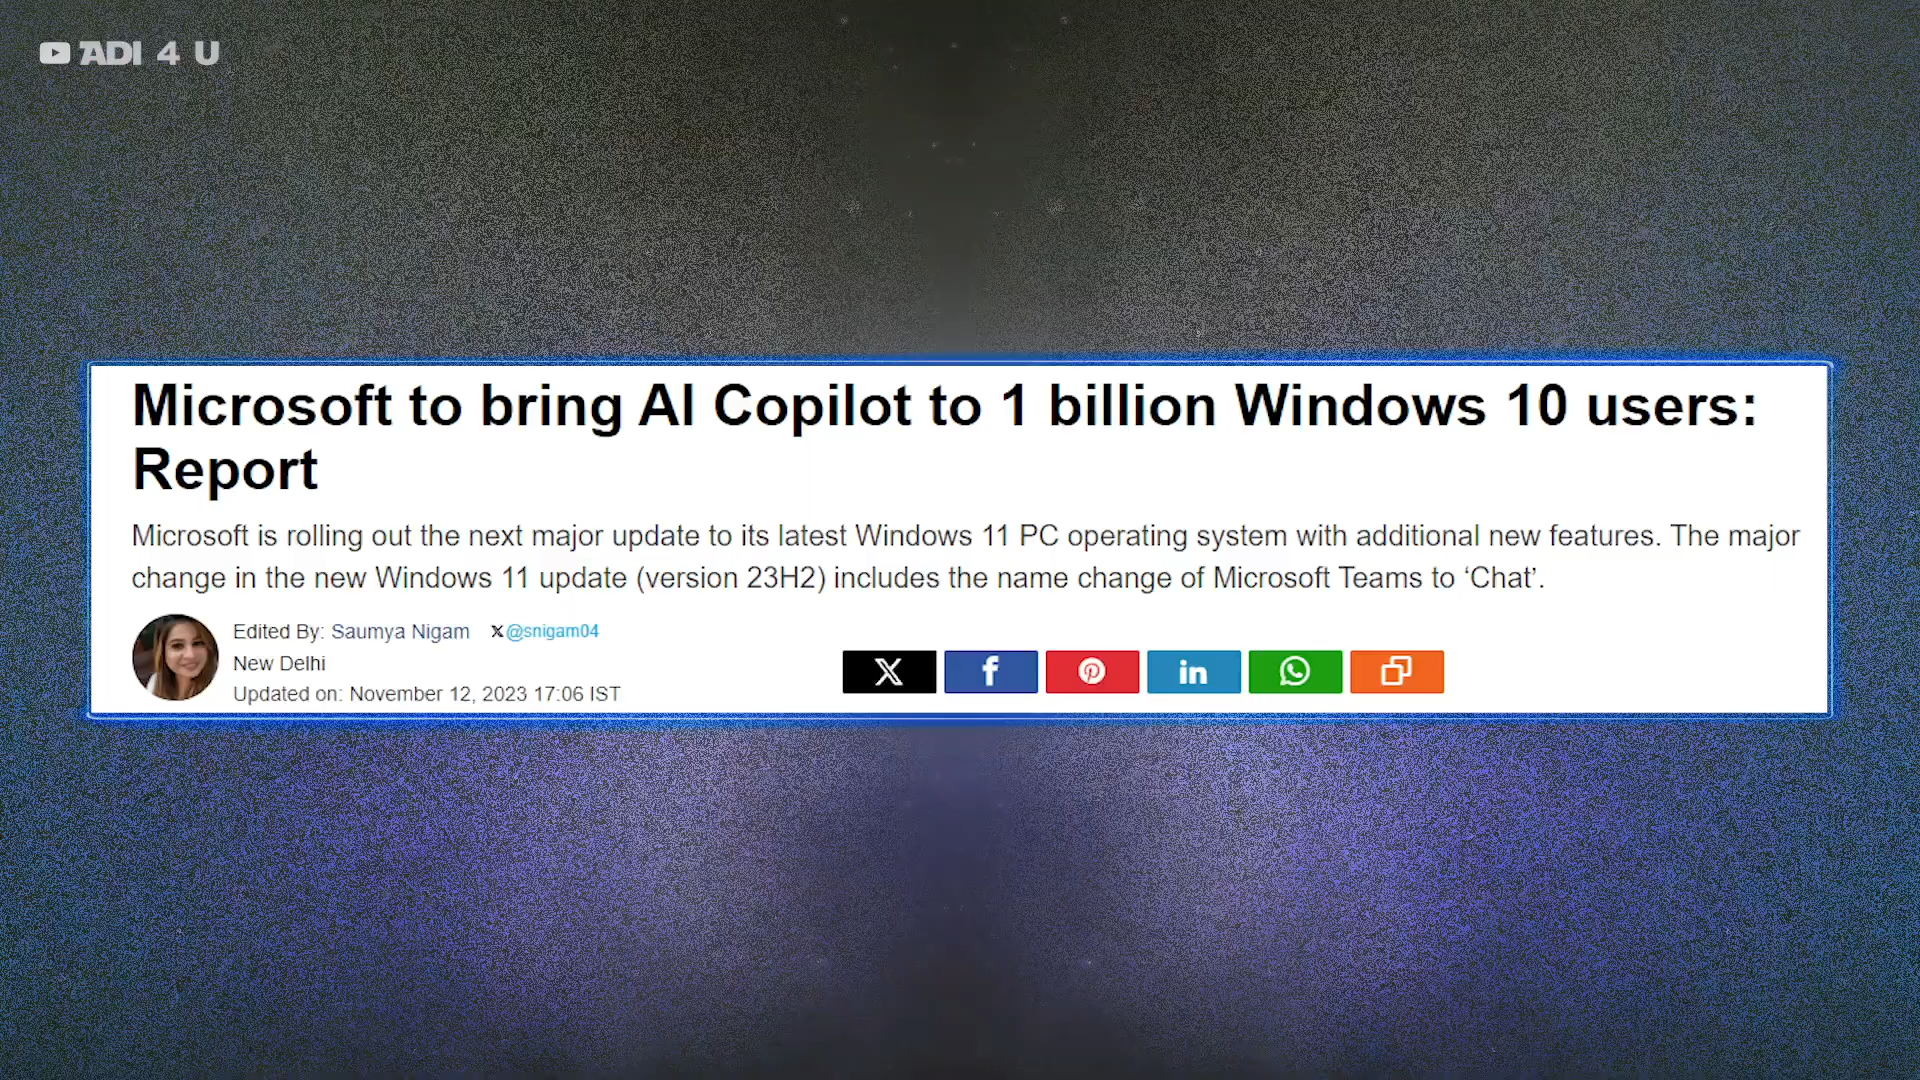 ADI 4 U
Microsoft to bring AI Copilot to 1 billion Windows 10 users:
Report
Microsoft is rolling out the next major update to its latest Windows 11 PC operating system with additional new features. The major
change in the new Windows 11 update (version 23H2) includes the name change of Microsoft Teams to ‘Chat’.
Edited By: Saumya Nigam X @snigam04
New Delhi
Updated on: November 12, 2023 17:06 IST